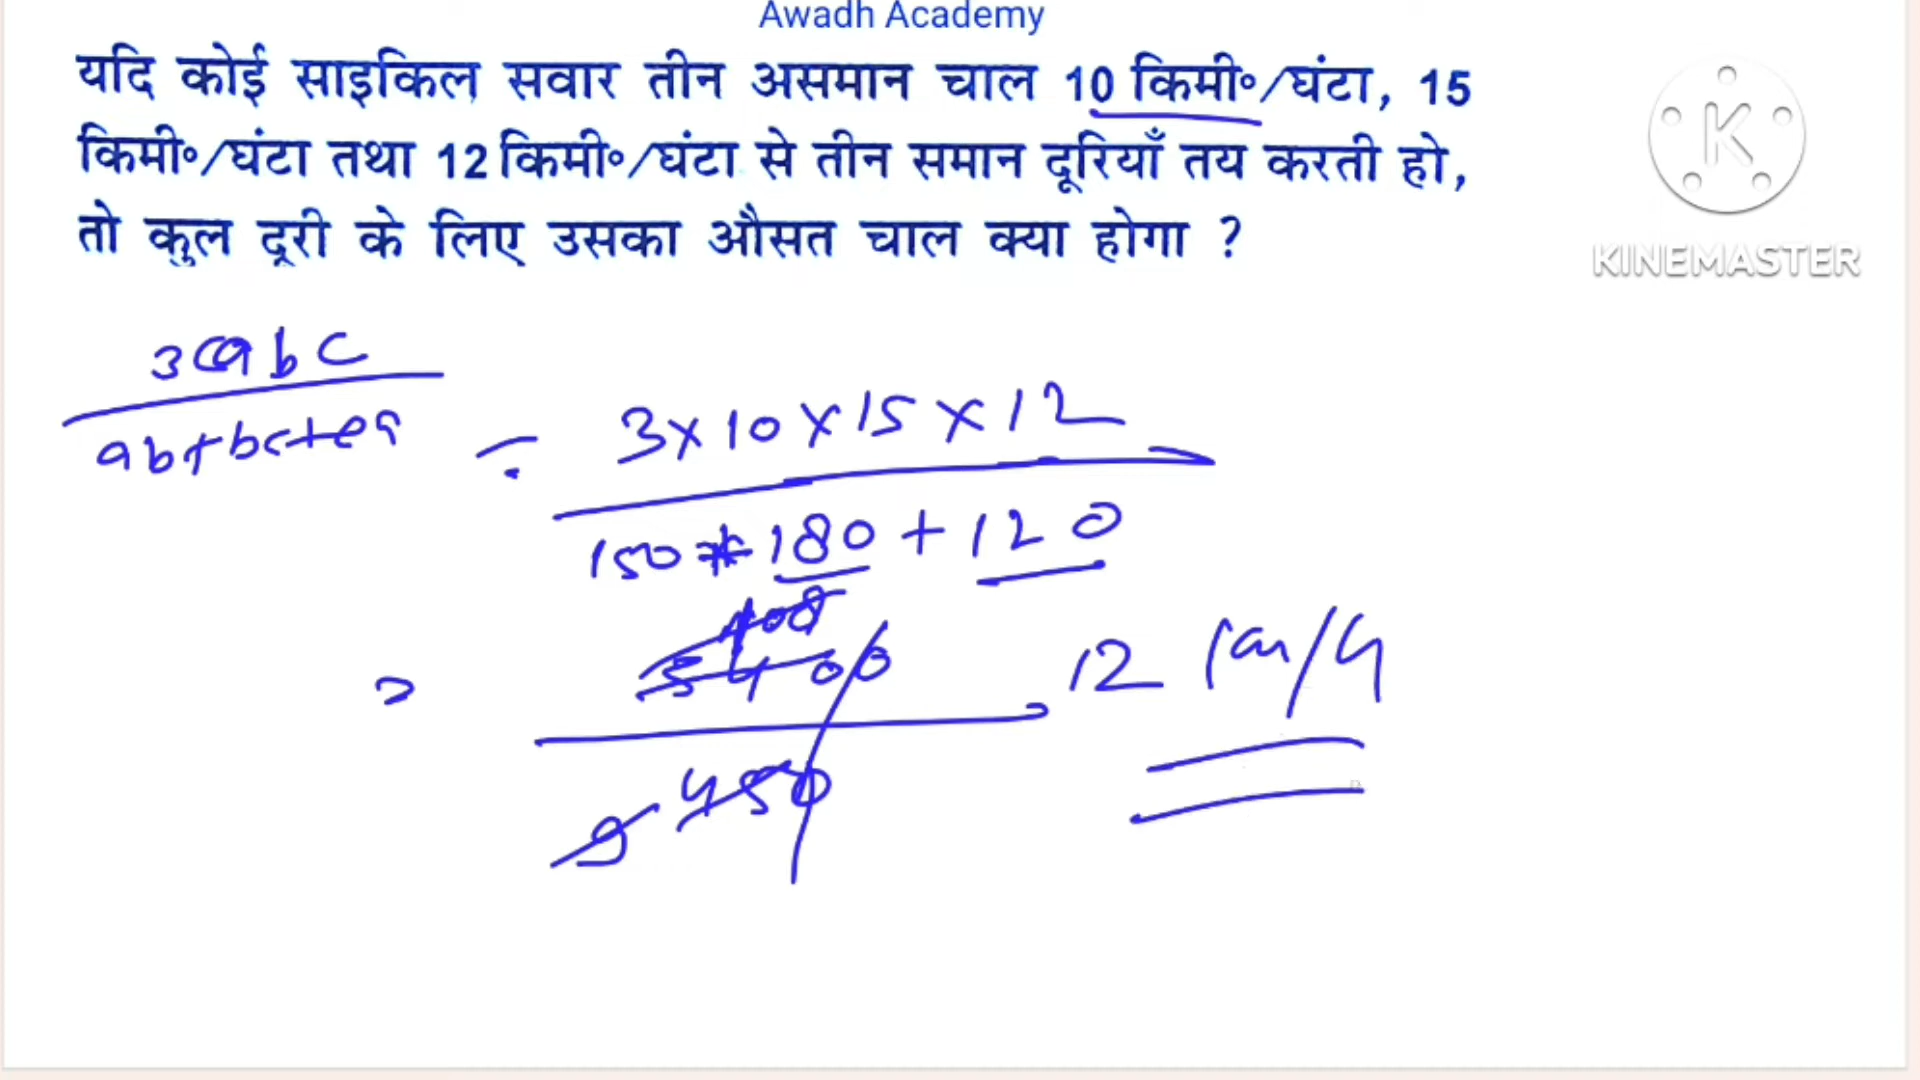 Awadh Academy
यदि कोई साइकिल सवार तीन असमान चाल 10 किमी॰/घंटा, 15
किमी॰/घंटा तथा 12 किमी॰/घंटा से तीन समान दूरियाँ तय करती हो,
तो कुल दूरी के लिए उसका औसत चाल क्या होगा ?
K
KINEMASTER
3abc
ab+bc+ca
= 3×10×15×12
150+180+120
= 5400
450
9
12 km/h